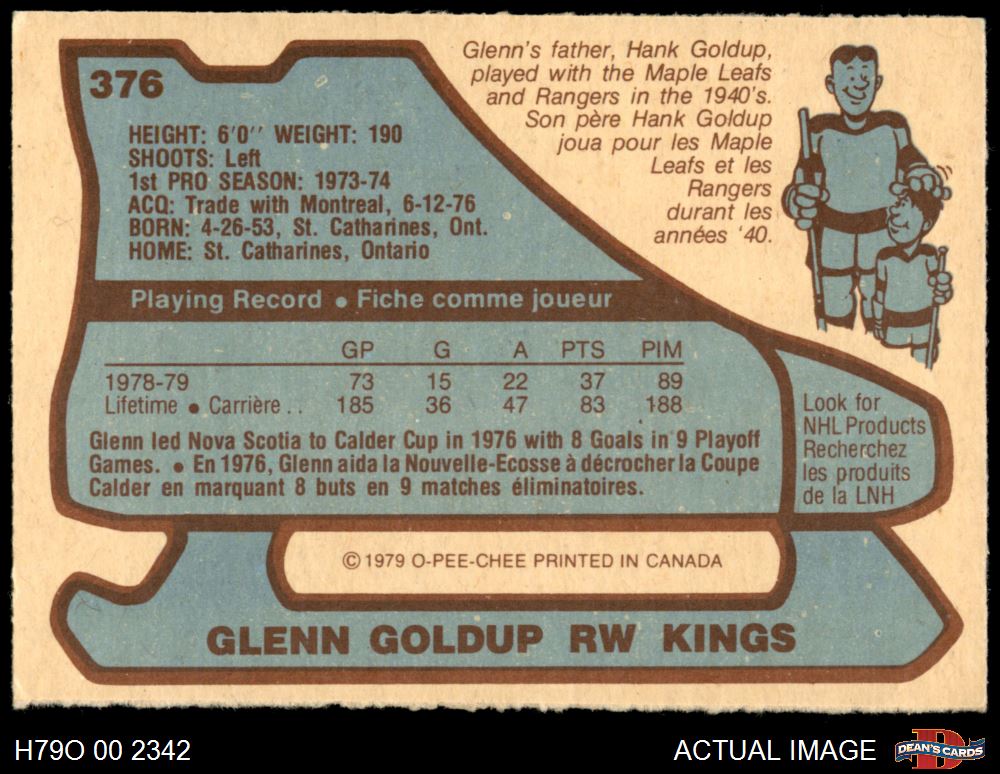 376
HEIGHT: 6'0'' WEIGHT: 190
SHOOTS: Left
1st PRO SEASON: 1973-74
ACQ: Trade with Montreal, 6-12-76
BORN: 4-26-53, St. Catharines, Ont.
HOME: St. Catharines, Ontario
Glenn's father, Hank Goldup,
played with the Maple Leafs
and Rangers in the 1940's.
Son père Hank Goldup
joua pour les Maple
Leafs et les
Rangers
durant les
années '40.
Playing Record • Fiche comme joueur
GP G A PTS PIM
1978-79 73 15 22 37 89
Lifetime • Carrière . . 185 36 47 83 188
Glenn led Nova Scotia to Calder Cup in 1976 with 8 Goals in 9 Playoff
Games. • En 1976, Glenn aida la Nouvelle-Ecosse à décrocher la Coupe
Calder en marquant 8 buts en 9 matches éliminatoires.
Look for
NHL Products
Recherchez
les produits
de la LNH
© 1979 O-PEE-CHEE PRINTED IN CANADA
GLENN GOLDUP RW KINGS
H79O 00 2342
ACTUAL IMAGE
D
DEAN'S CARDS